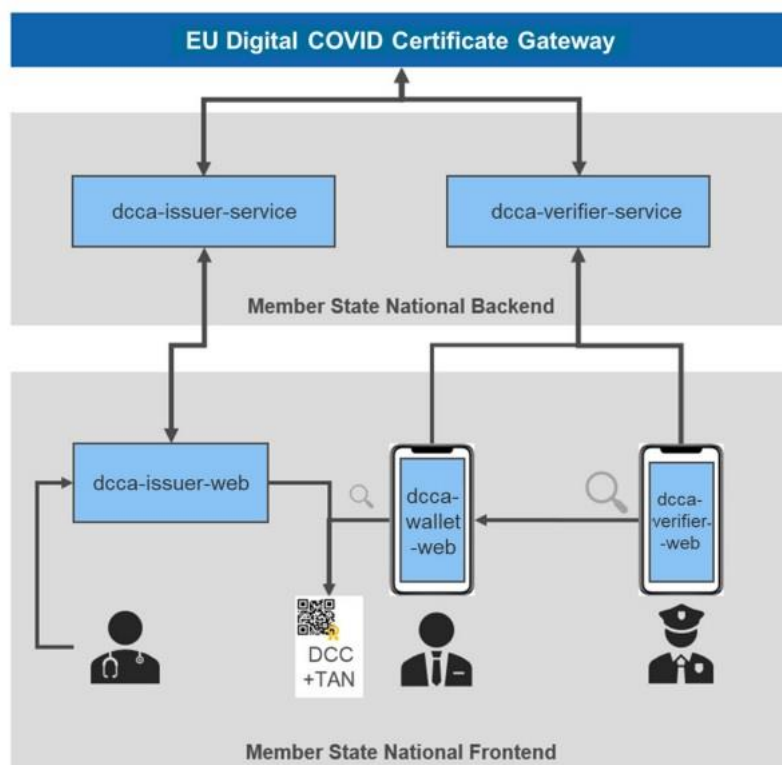 EU Digital COVID Certificate Gateway
dcca-issuer-service
dcca-verifier-service
Member State National Backend
dcca-issuer-web
dcca-
wallet
-web
dcca-
verifier-
-web
DCC
+TAN
Member State National Frontend